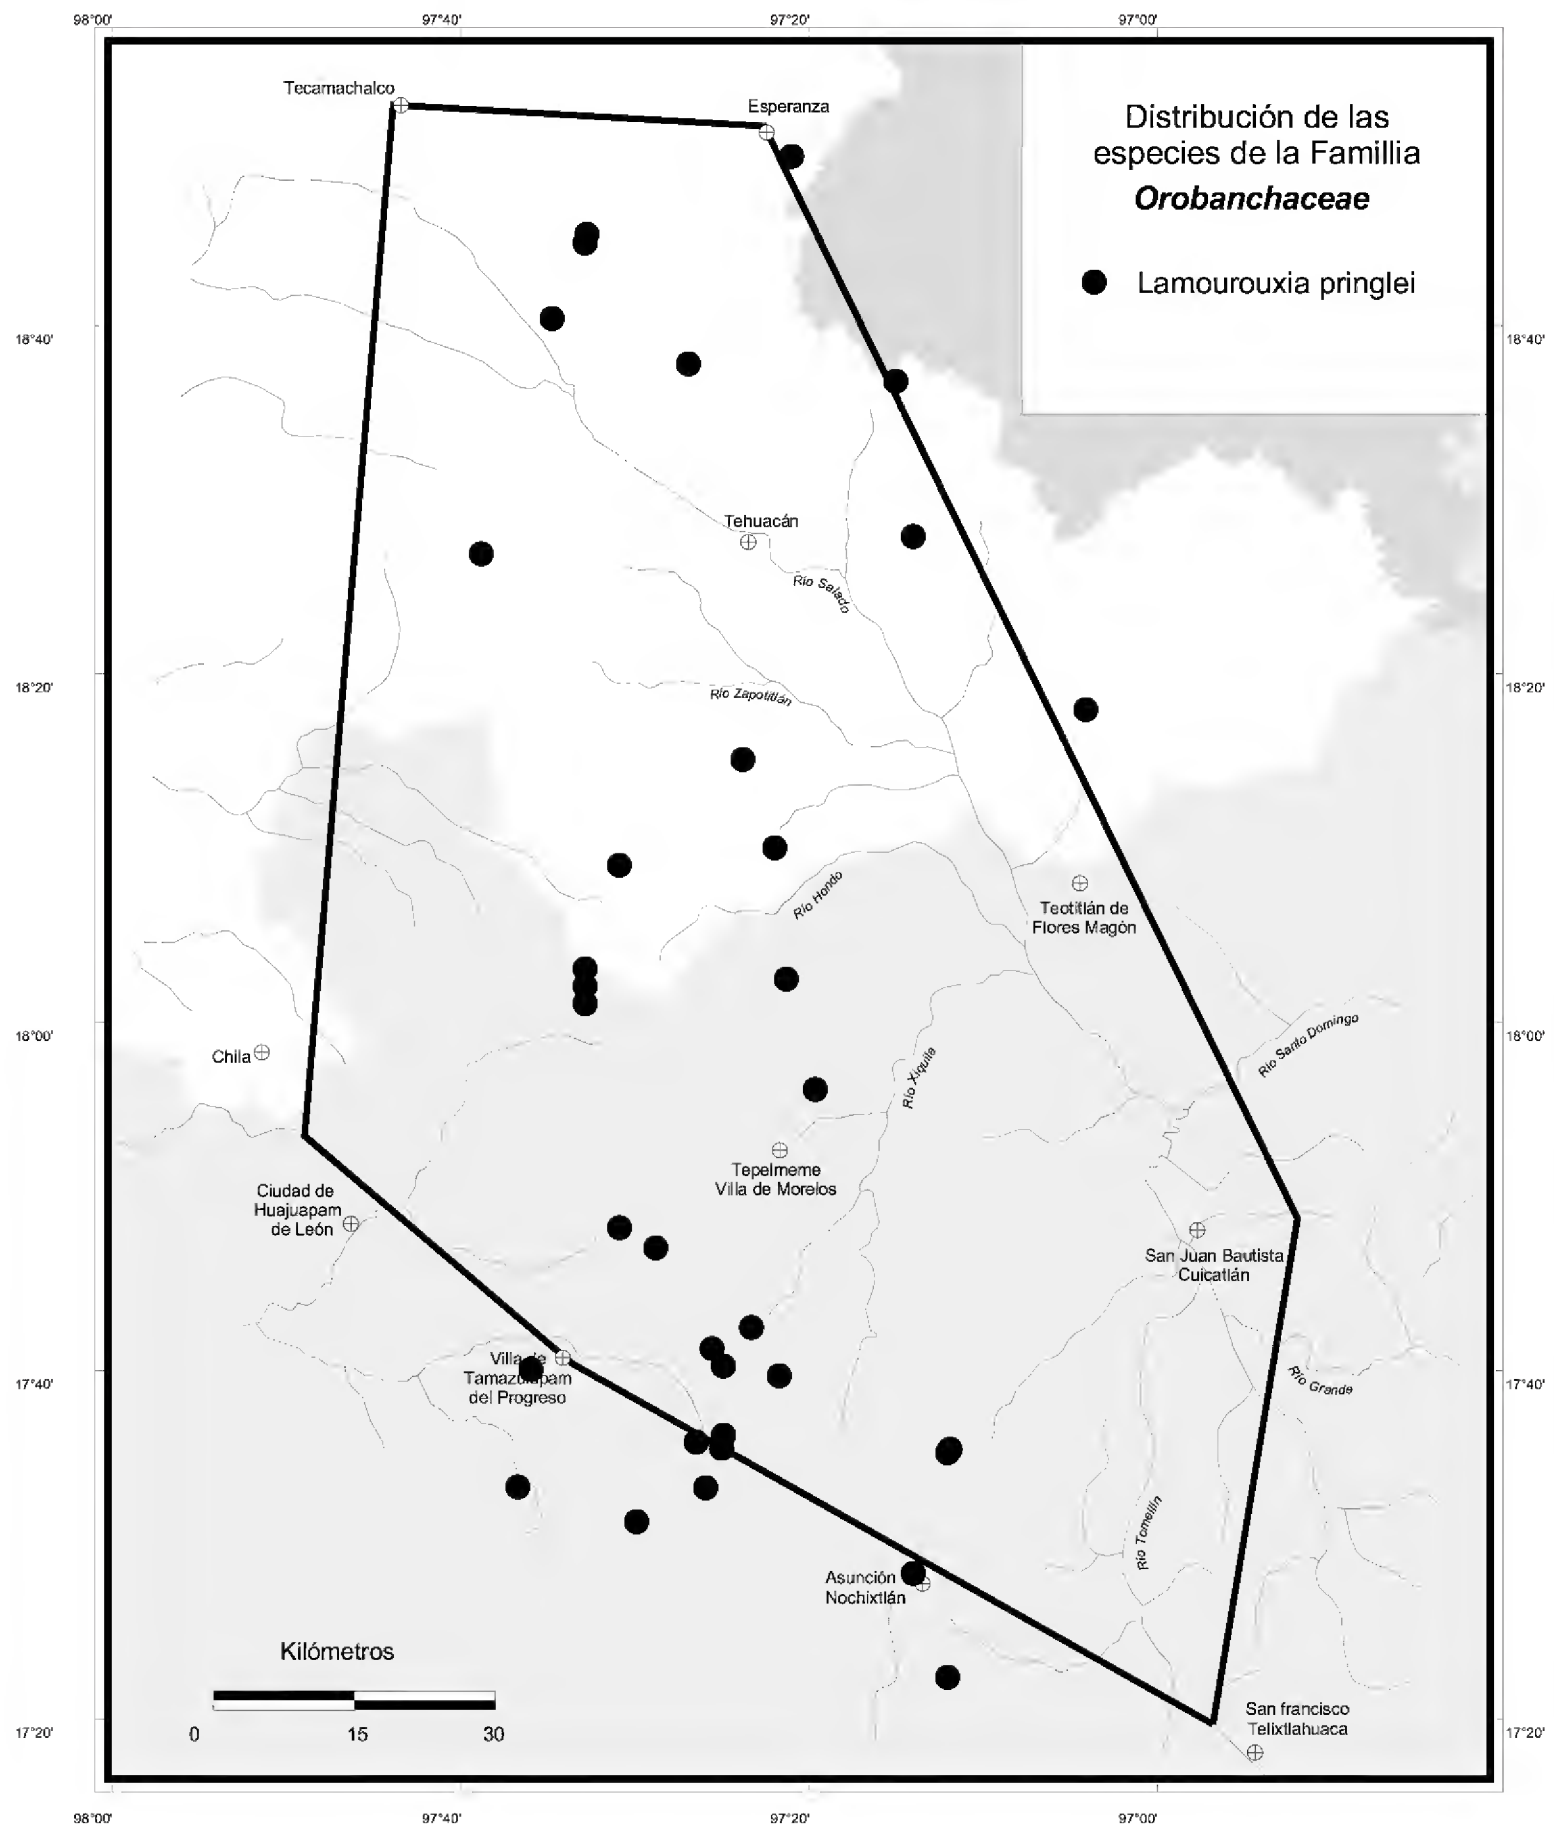 98°00'
97°40'
97°20'
97°00'
Tecamachalco
Esperanza
Distribución de las
especies de la Famillia
Orobanchaceae
Lamourouxia pringlei
18°40'
18°40'
Tehuacán
Río Salado
18°20'
18°20'
Río Zapotitlán
Río Hondo
Teotitlán de
Flores Magón
18°00'
18°00'
Chila
Río Xiquila
Río Santo Domingo
Tepelmeme
Villa de Morelos
Ciudad de
Huajuapam
de León
San Juan Bautista
Cuicatlán
Villa de
Tamazulapam
del Progreso
17°40'
17°40'
Río Grande
Río Tomellín
Asunción
Nochixtlán
Kilómetros
0
15
30
San francisco
Telixtlahuaca
17°20'
17°20'
98°00'
97°40'
97°20'
97°00'